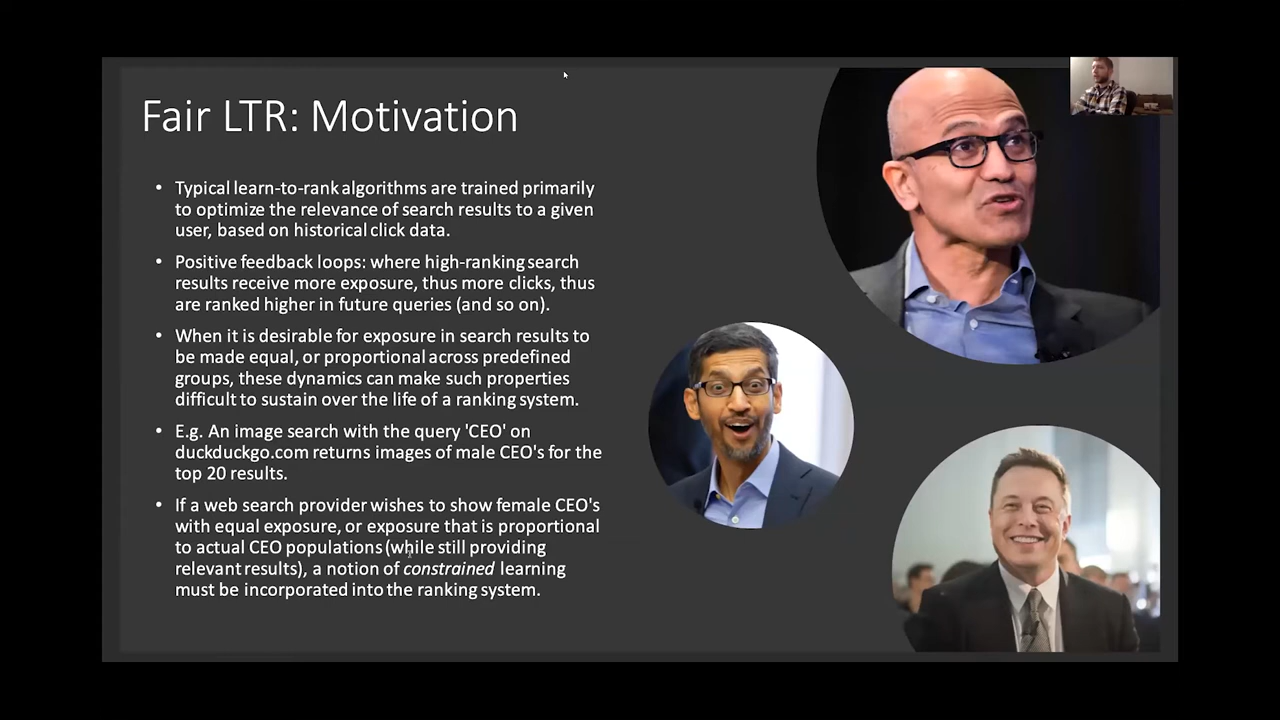 Fair LTR: Motivation
• Typical learn-to-rank algorithms are trained primarily
to optimize the relevance of search results to a given
user, based on historical click data.
• Positive feedback loops: where high-ranking search
results receive more exposure, thus more clicks, thus
are ranked higher in future queries (and so on).
• When it is desirable for exposure in search results to
be made equal, or proportional across predefined
groups, these dynamics can make such properties
difficult to sustain over the life of a ranking system.
• E.g. An image search with the query 'CEO' on
duckduckgo.com returns images of male CEO's for the
top 20 results.
• If a web search provider wishes to show female CEO's
with equal exposure, or exposure that is proportional
to actual CEO populations (while still providing
relevant results), a notion of constrained learning
must be incorporated into the ranking system.